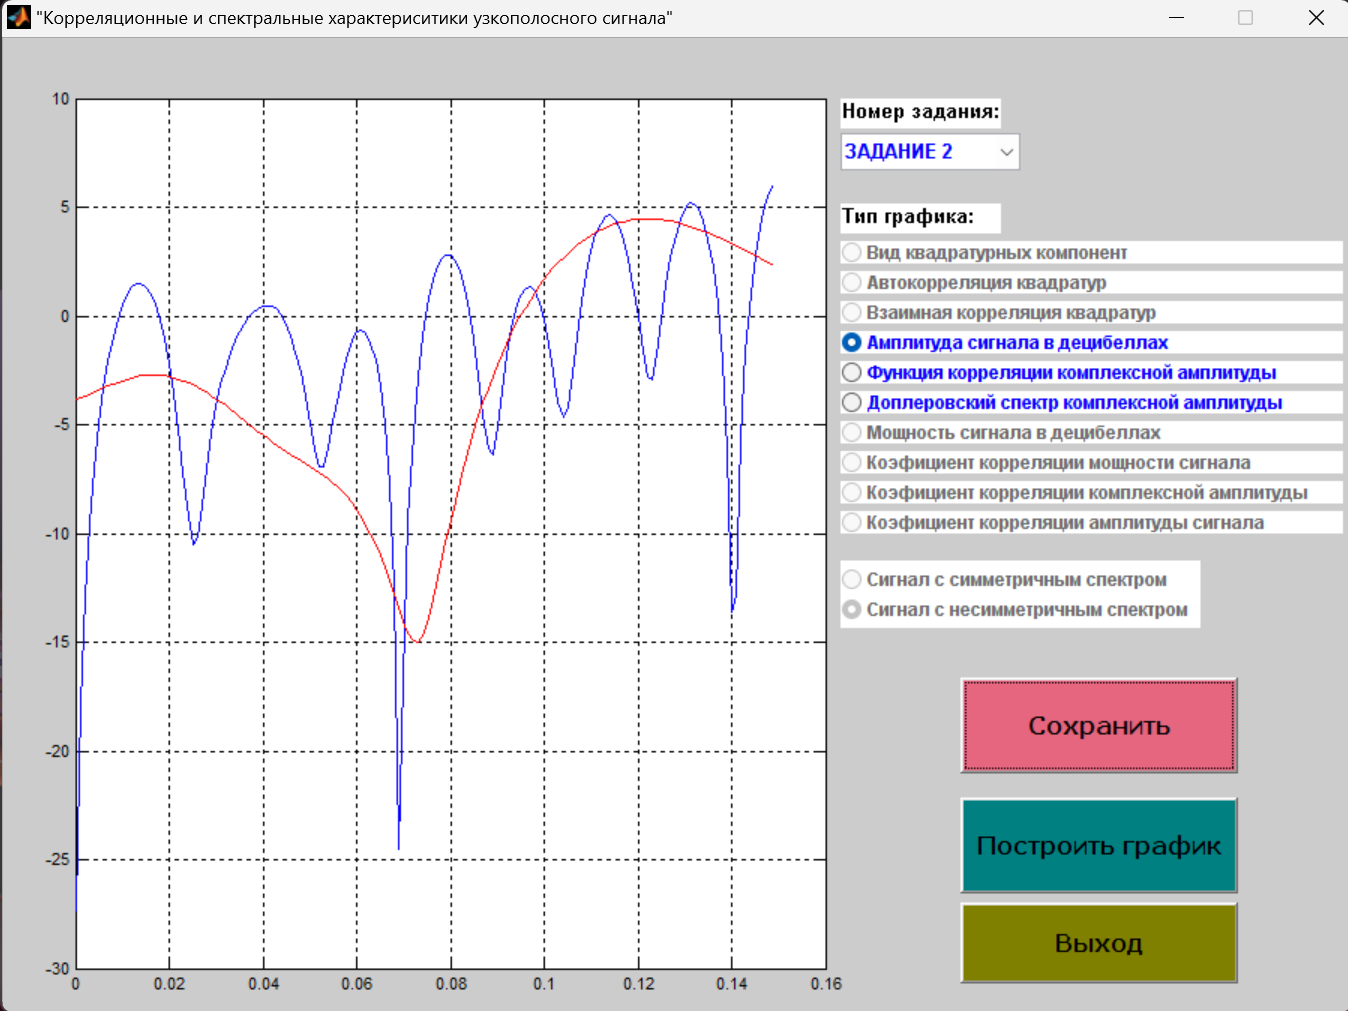 "Корреляционные и спектральные характериситики узкополосного сигнала"
10
5
0
-5
-10
-15
-20
-25
-30
0 0.02 0.04 0.06 0.08 0.1 0.12 0.14 0.16
Номер задания:
ЗАДАНИЕ 2
Тип графика:
Вид квадратурных компонент
Автокорреляция квадратур
Взаимная корреляция квадратур
Амплитуда сигнала в децибеллах
Функция корреляции комплексной амплитуды
Доплеровский спектр комплексной амплитуды
Мощность сигнала в децибеллах
Коэфициент корреляции мощности сигнала
Коэфициент корреляции комплексной амплитуды
Коэфициент корреляции амплитуды сигнала
Сигнал с симметричным спектром
Сигнал с несимметричным спектром
Сохранить
Построить график
Выход